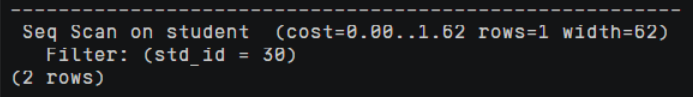 ---------------------------------------------------------
 Seq Scan on student  (cost=0.00..1.62 rows=1 width=62)
   Filter: (std_id = 30)
(2 rows)